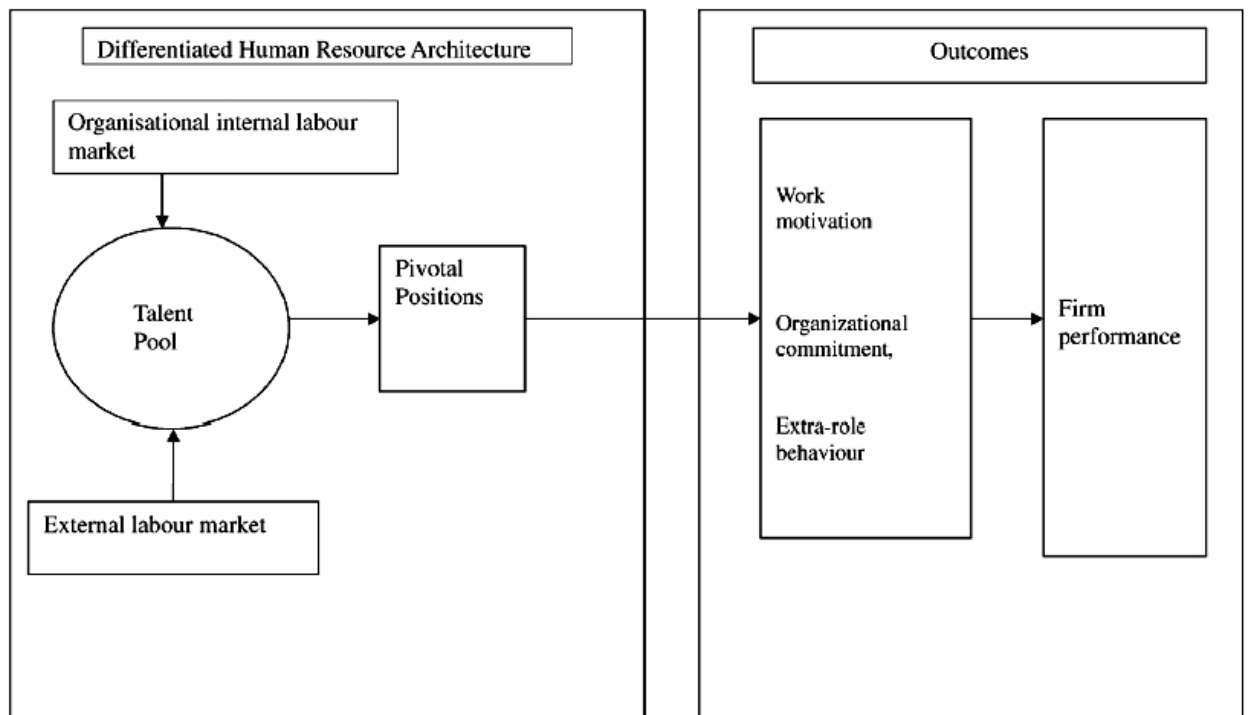 Differentiated Human Resource Architecture
Organisational internal labour
market
Talent
Pool
Pivotal
Positions
External labour market
Outcomes
Work
motivation
Organizational
commitment,
Extra-role
behaviour
Firm
performance